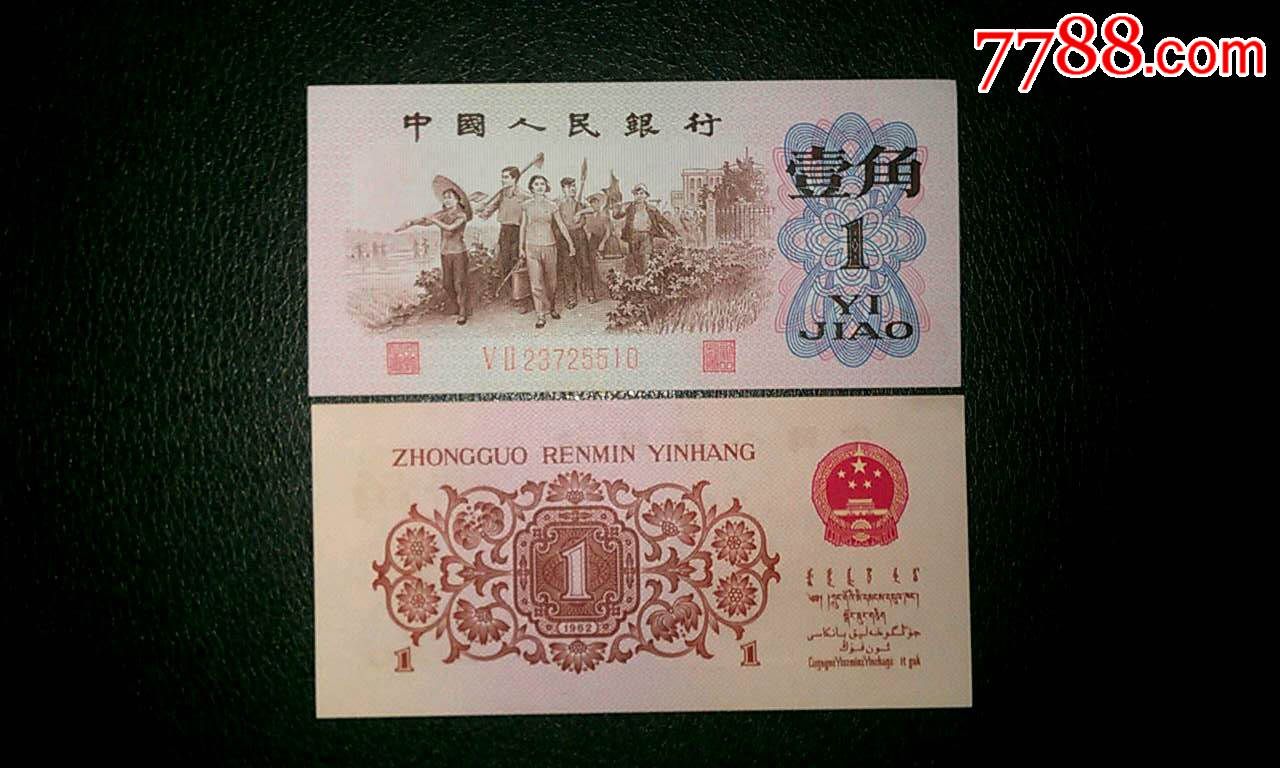 7788.com
中國人民銀行
壹角
1
YI
JIAO
V II 23725510
ZHONGGUO RENMIN YINHANG
1
1962
1
1